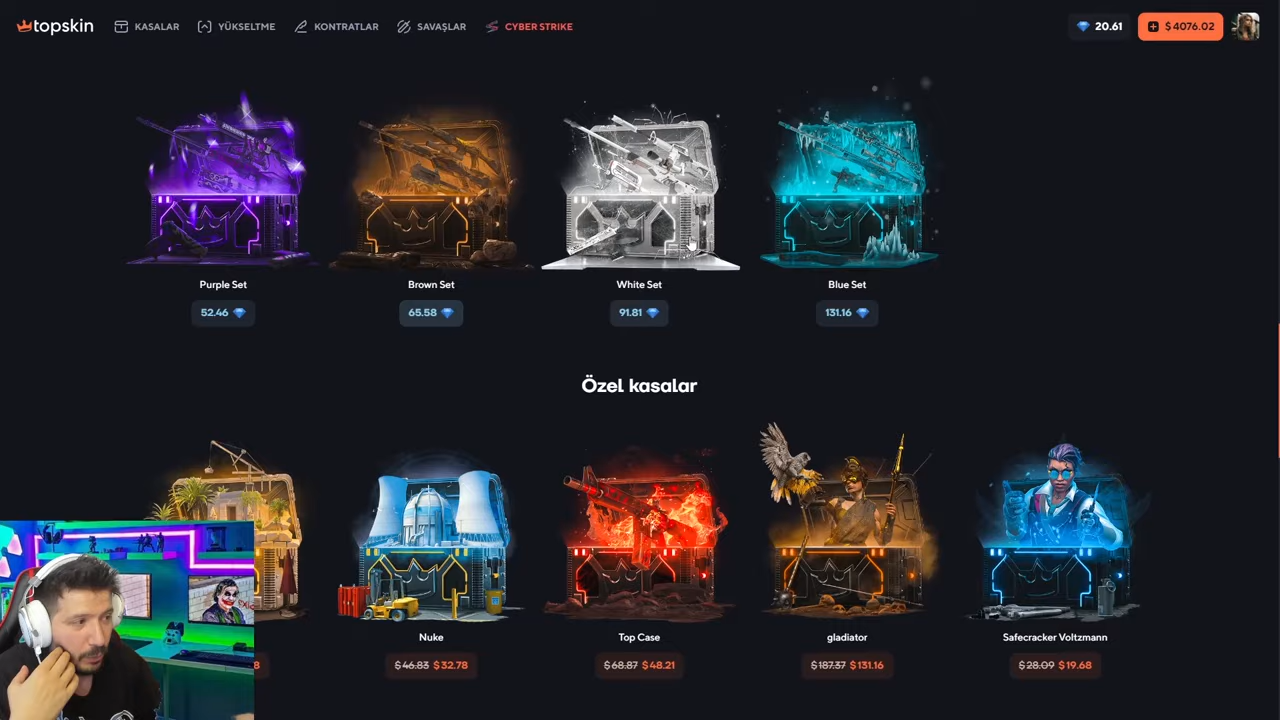 topskin
KASALAR
YÜKSELTME
KONTRATLAR
SAVAŞLAR
CYBER STRIKE
20.61
$ 4076.02
Purple Set
Brown Set
White Set
Blue Set
52.46
65.58
91.81
131.16
Özel kasalar
Nuke
Top Case
gladiator
Safecracker Voltzmann
8
$ 46.83 $ 32.78
$ 68.87 $ 48.21
$ 187.37 $ 131.16
$ 28.09 $ 19.68